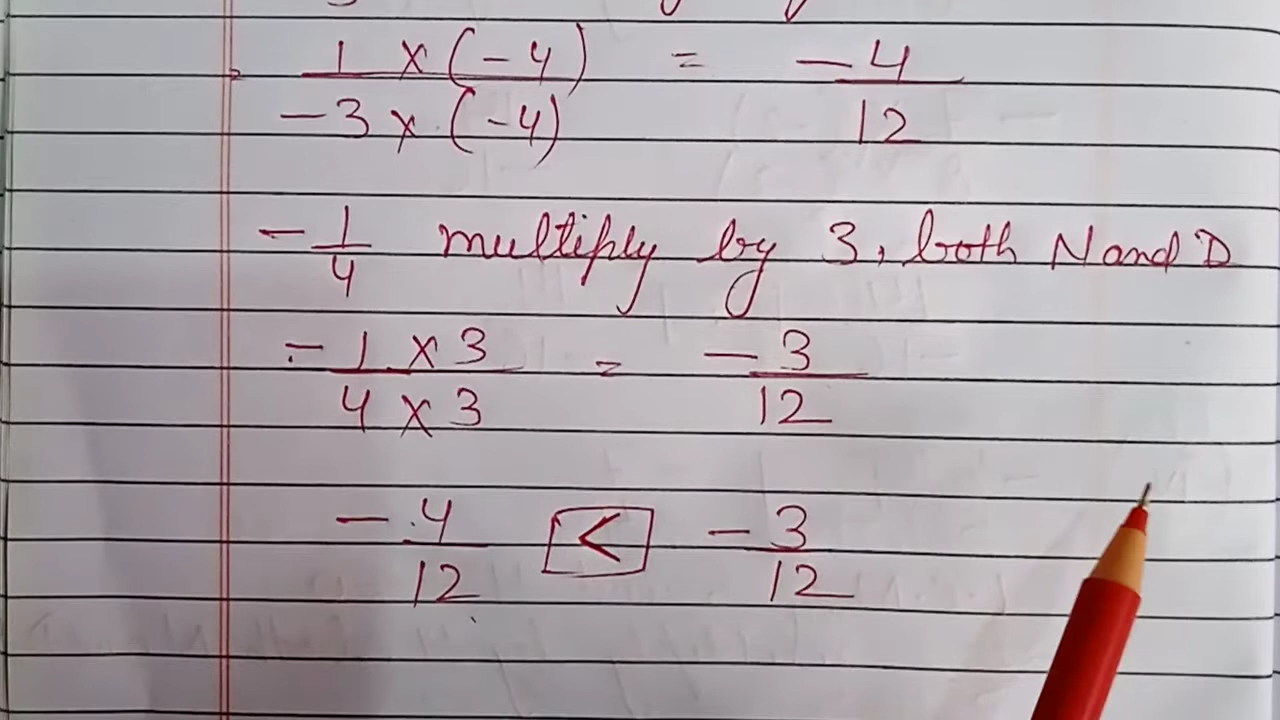 1 × (-4) = -4
-3 × (-4) 12
-1/4 multiply by 3, both N and D
-1 × 3 = -3
4 × 3 12
-4 < -3
12 12